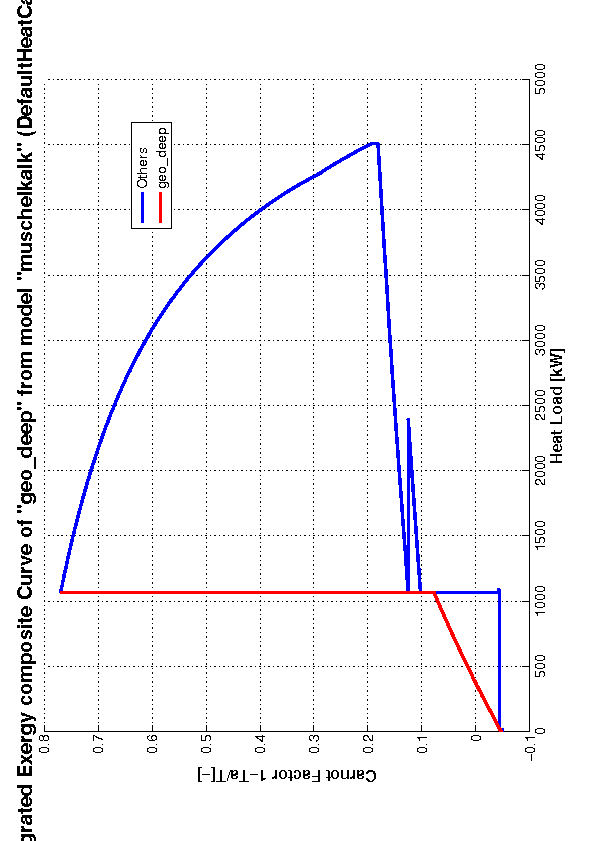 grated Exergy composite Curve of "geo_deep" from model "muschelkalk" (DefaultHeatCa
Carnot Factor 1−Ta/T[−]
0.8
0.7
0.6
0.5
0.4
0.3
0.2
0.1
0
−0.1
Others
geo_deep
0 500 1000 1500 2000 2500 3000 3500 4000 4500 5000
Heat Load [kW]